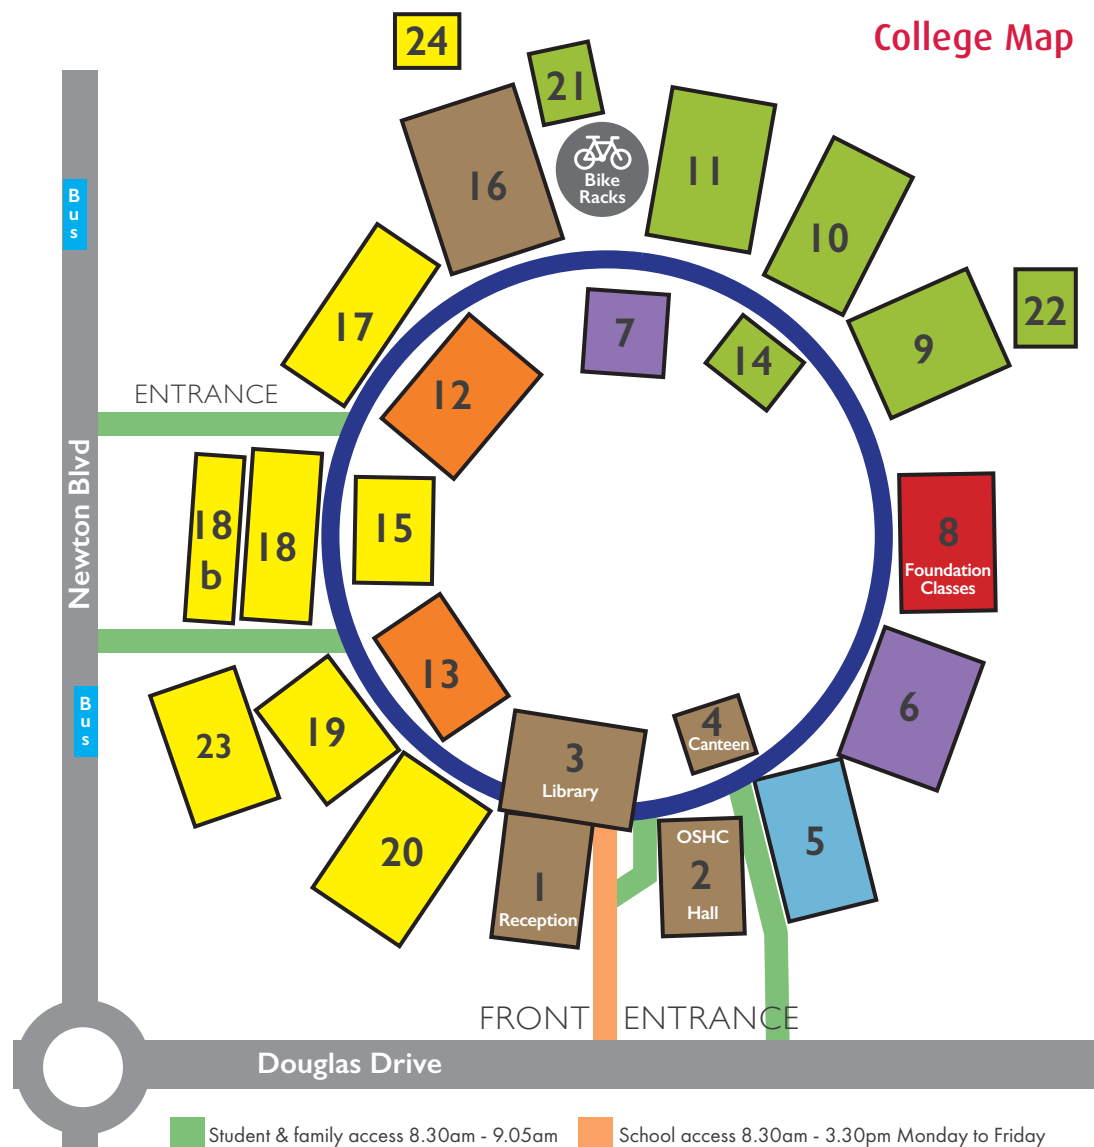 College Map
24
21
Bike
Racks
11
16
10
Bus
22
17
7
9
14
12
ENTRANCE
Newton Blvd
18
b
18
15
8
Foundation
Classes
13
6
Bus
23
19
4
Canteen
3
Library
20
OSHC
2
Hall
5
1
Reception
FRONT ENTRANCE
Douglas Drive
Student & family access 8.30am - 9.05am
School access 8.30am - 3.30pm Monday to Friday